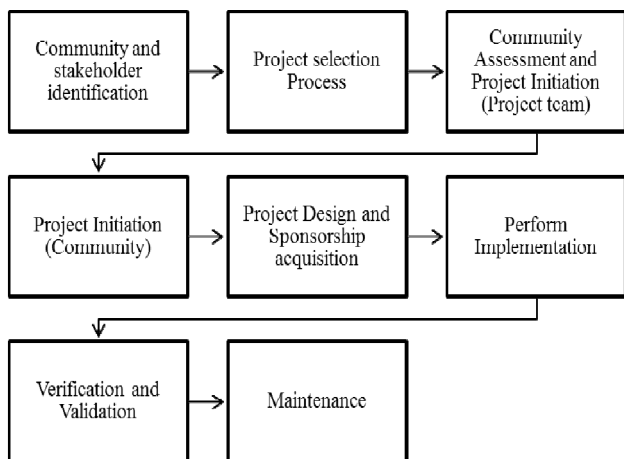 Community and
stakeholder
identification
Project selection
Process
Community
Assessment and
Project Initiation
(Project team)
Project Initiation
(Community)
Project Design and
Sponsorship
acquisition
Perform
Implementation
Verification and
Validation
Maintenance